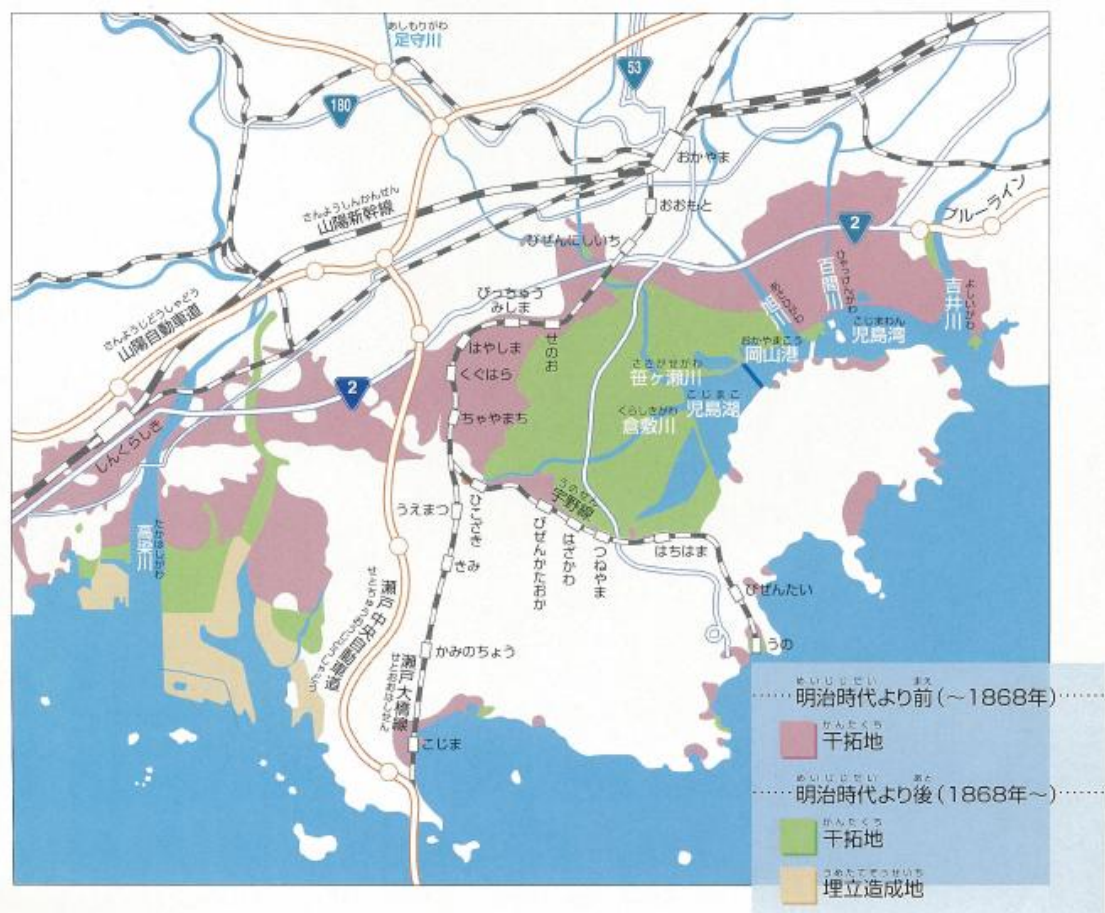 あしもりがわ
足守川
53
180
おかやま
さんようしんかんせん
山陽新幹線
おおもと
ブルーライン
2
びぜんにしいち
ひゃっけんがわ
百間川
よしいがわ
吉井川
あさひかわ
旭川
こじまわん
児島湾
おかやまこう
岡山港
さんようじどうしゃどう
山陽自動車道
びっちゅう
みしま
せのお
はやしま
くぐはら
ちゃやまち
ささがせがわ
笹ヶ瀬川
こじまこ
児島湖
くらしきがわ
倉敷川
2
しんくらしき
たかはしがわ
高梁川
うえまつ
ひこさき
うのせん
宇野線
びぜんかたおか
はざかわ
つねやま
はちはま
びぜんたい
うの
きみ
せとちゅうおうじどうしゃどう
瀬戸中央自動車道
かみのちょう
せとおおはしせん
瀬戸大橋線
こじま
めいじじだい まえ
明治時代より前(〜1868年)
かんたくち
干拓地
めいじじだい あと
明治時代より後(1868年〜)
かんたくち
干拓地
うめたてぞうせいち
埋立造成地